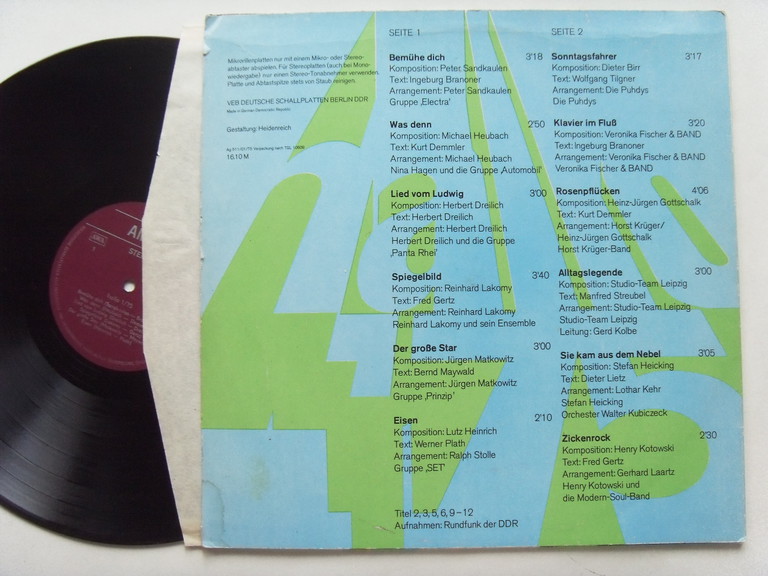 Mikrorillenplatten nur mit einem Mikro- oder Stereo-
abtaster abspielen. Für Stereoplatten (auch bei Mono-
wiedergabe) nur einen Stereo-Tonabnehmer verwenden.
Platte und Abtastspitze stets von Staub reinigen.
VEB DEUTSCHE SCHALLPLATTEN BERLIN DDR
Made in German Democratic Republic
Gestaltung: Heidenreich
Verpackung nach TGL
16,10 M
SEITE 1
Bemühe dich 3'18
Komposition: Peter Sandkaulen
Text: Ingeburg Branoner
Arrangement: Peter Sandkaulen
Gruppe ‚Electra‘
Was denn 2'50
Komposition: Michael Heubach
Text: Kurt Demmler
Arrangement: Michael Heubach
Nina Hagen und die Gruppe ‚Automobil‘
Lied vom Ludwig 3'00
Komposition: Herbert Dreilich
Text: Herbert Dreilich
Arrangement: Herbert Dreilich
Herbert Dreilich und die Gruppe
‚Panta Rhei‘
Spiegelbild 3'40
Komposition: Reinhard Lakomy
Text: Fred Gertz
Arrangement: Reinhard Lakomy
Reinhard Lakomy und sein Ensemble
Der große Star 3'00
Komposition: Jürgen Matkowitz
Text: Bernd Maywald
Arrangement: Jürgen Matkowitz
Gruppe ‚Prinzip‘
Eisen 2'10
Komposition: Lutz Heinrich
Text: Werner Plath
Arrangement: Ralph Stolle
Gruppe ‚SET‘
Titel 2, 3, 5, 6, 9 – 12
Aufnahmen: Rundfunk der DDR
SEITE 2
Sonntagsfahrer 3'17
Komposition: Dieter Birr
Text: Wolfgang Tilgner
Arrangement: Die Puhdys
Die Puhdys
Klavier im Fluß 3'20
Komposition: Veronika Fischer & BAND
Text: Ingeburg Branoner
Arrangement: Veronika Fischer & BAND
Veronika Fischer & BAND
Rosenpflücken 4'06
Komposition: Heinz-Jürgen Gottschalk
Text: Kurt Demmler
Arrangement: Horst Krüger/
Heinz-Jürgen Gottschalk
Horst Krüger-Band
Alltagslegende 3'00
Komposition: Studio-Team Leipzig
Text: Manfred Streubel
Arrangement: Studio-Team Leipzig
Studio-Team Leipzig
Leitung: Gerd Kolbe
Sie kam aus dem Nebel 3'05
Komposition: Stefan Heicking
Text: Dieter Lietz
Arrangement: Lothar Kehr
Stefan Heicking
Orchester Walter Kubiczeck
Zickenrock 2'30
Komposition: Henry Kotowski
Text: Fred Gertz
Arrangement: Gerhard Laartz
Henry Kotowski und
die Modern-Soul-Band